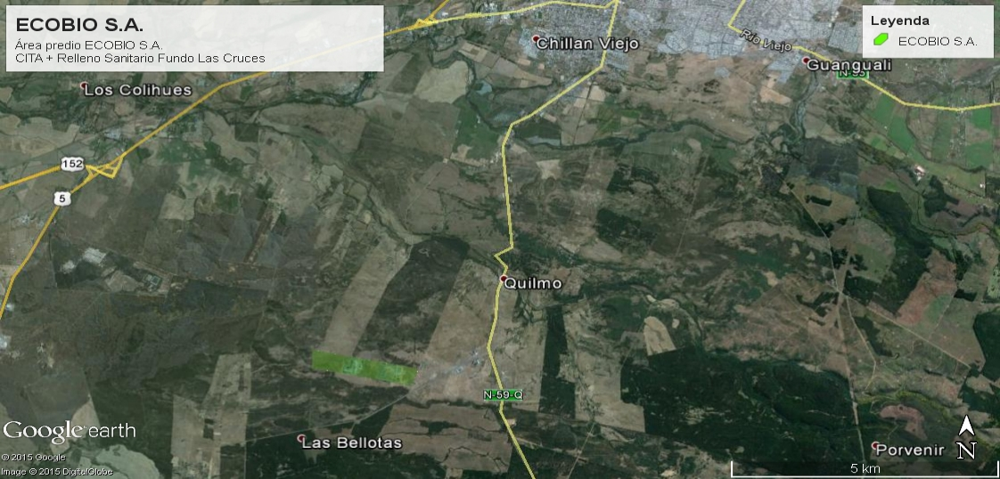 ECOBIO S.A.
Área predio ECOBIO S.A.
CITA + Relleno Sanitario Fundo Las Cruces
Leyenda
ECOBIO S.A.
Chillan Viejo
Río Viejo
Guanguali
N-55
Los Colihues
152
5
Quilmo
N-59-Q
Google earth
Las Bellotas
Porvenir
N
© 2015 Google
Image © 2015 DigitalGlobe
5 km